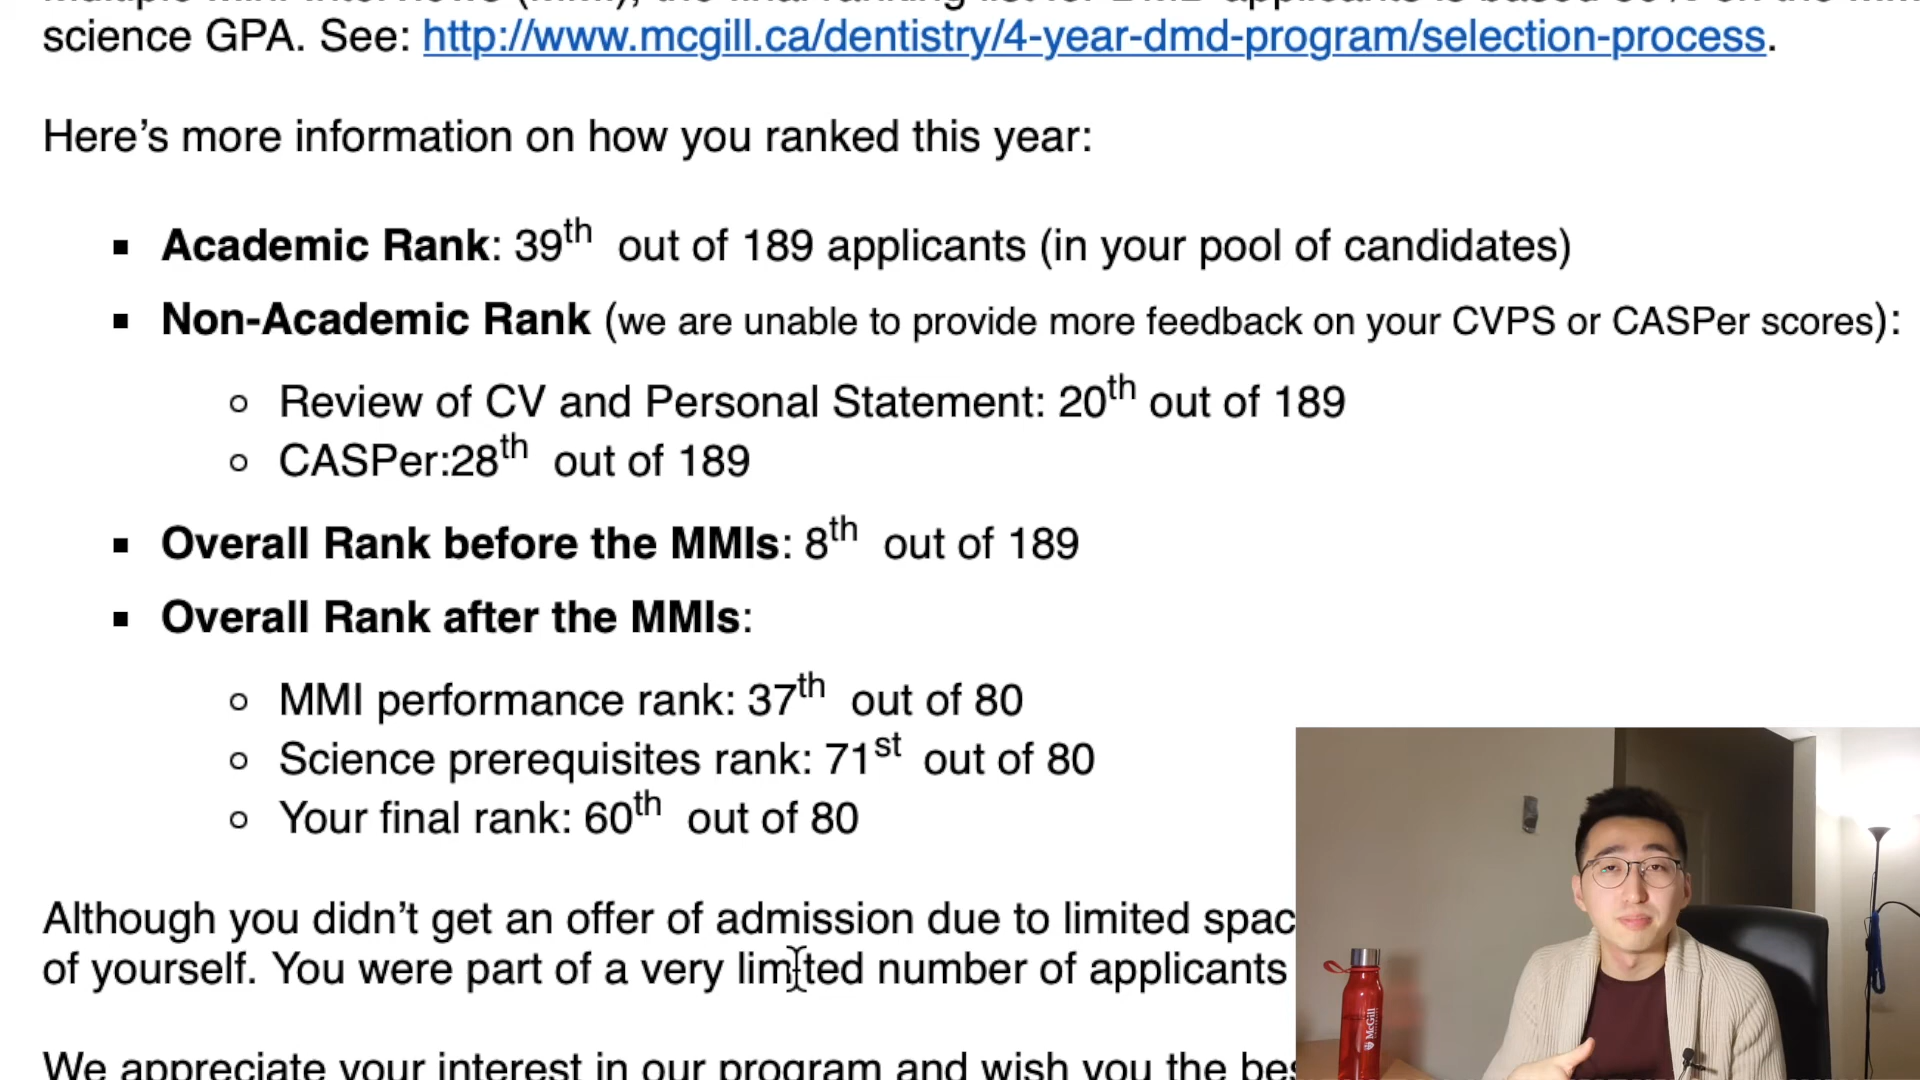 science GPA. See: http://www.mcgill.ca/dentistry/4-year-dmd-program/selection-process.
Here’s more information on how you ranked this year:
▪ Academic Rank: 39th out of 189 applicants (in your pool of candidates)
▪ Non-Academic Rank (we are unable to provide more feedback on your CVPS or CASPer scores):
o Review of CV and Personal Statement: 20th out of 189
o CASPer:28th out of 189
▪ Overall Rank before the MMIs: 8th out of 189
▪ Overall Rank after the MMIs:
o MMI performance rank: 37th out of 80
o Science prerequisites rank: 71st out of 80
o Your final rank: 60th out of 80
Although you didn’t get an offer of admission due to limited spac
of yourself. You were part of a very limited number of applicants
We appreciate your interest in our program and wish you the bes
McGill